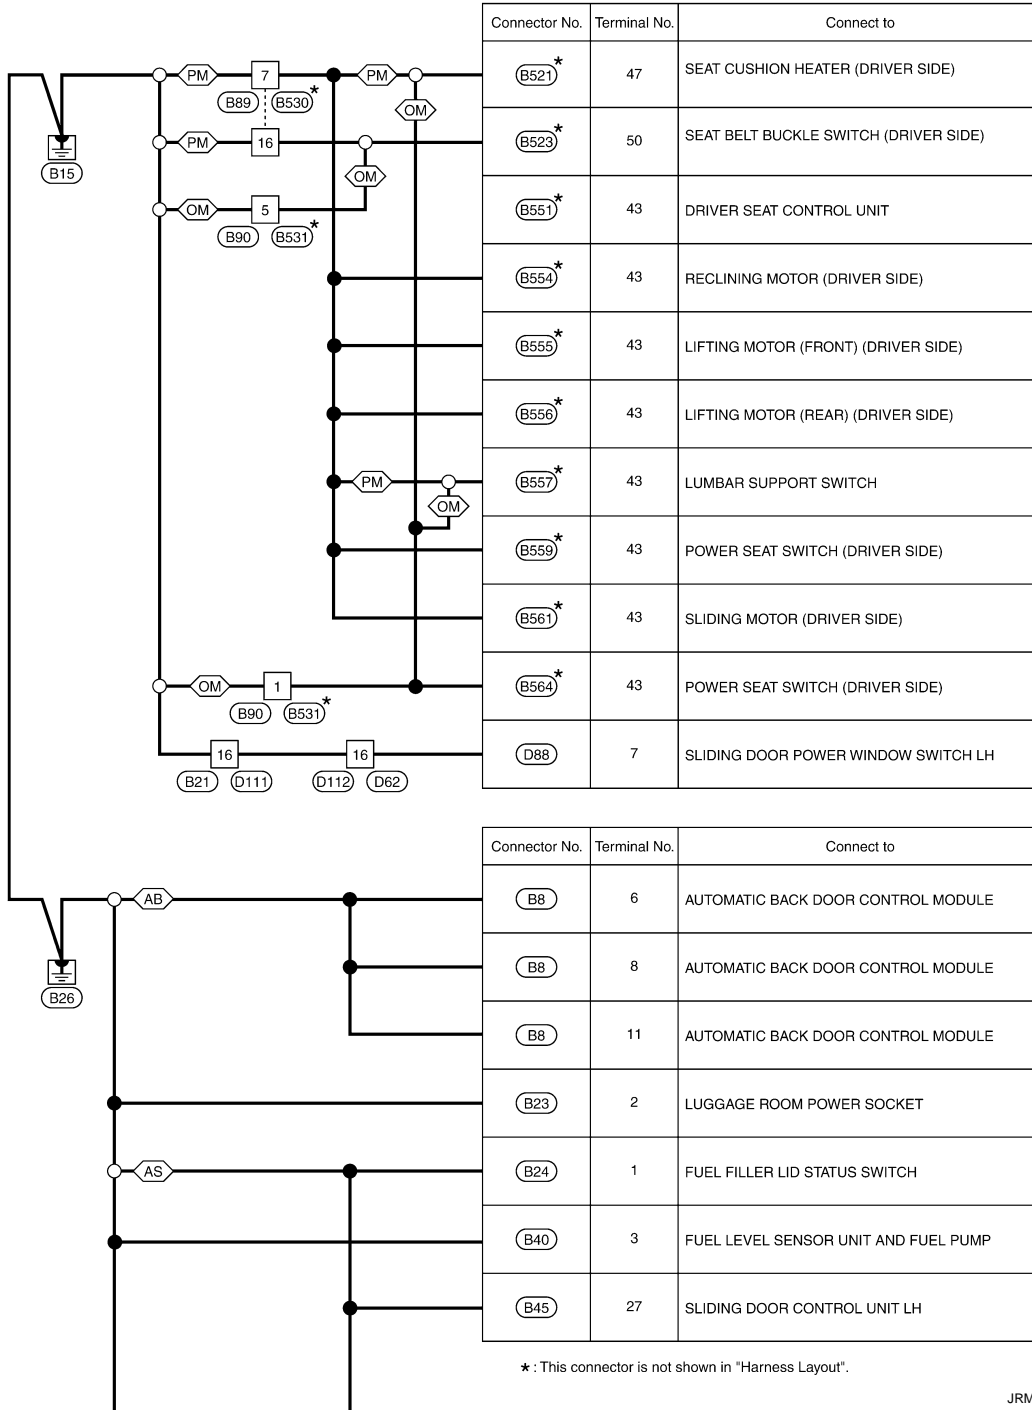 Connector No. Terminal No. Connect to
PM 7 PM B521* 47 SEAT CUSHION HEATER (DRIVER SIDE)
B89 B530* OM
PM 16 B523* 50 SEAT BELT BUCKLE SWITCH (DRIVER SIDE)
B15 OM
OM 5 B551* 43 DRIVER SEAT CONTROL UNIT
B90 B531*
B554* 43 RECLINING MOTOR (DRIVER SIDE)
B555* 43 LIFTING MOTOR (FRONT) (DRIVER SIDE)
B556* 43 LIFTING MOTOR (REAR) (DRIVER SIDE)
PM B557* 43 LUMBAR SUPPORT SWITCH
OM
B559* 43 POWER SEAT SWITCH (DRIVER SIDE)
B561* 43 SLIDING MOTOR (DRIVER SIDE)
OM 1 B564* 43 POWER SEAT SWITCH (DRIVER SIDE)
B90 B531*
16 16 D88 7 SLIDING DOOR POWER WINDOW SWITCH LH
B21 D111 D112 D62
Connector No. Terminal No. Connect to
AB B8 6 AUTOMATIC BACK DOOR CONTROL MODULE
B8 8 AUTOMATIC BACK DOOR CONTROL MODULE
B26
B8 11 AUTOMATIC BACK DOOR CONTROL MODULE
B23 2 LUGGAGE ROOM POWER SOCKET
AS B24 1 FUEL FILLER LID STATUS SWITCH
B40 3 FUEL LEVEL SENSOR UNIT AND FUEL PUMP
B45 27 SLIDING DOOR CONTROL UNIT LH
* : This connector is not shown in "Harness Layout".
JRM